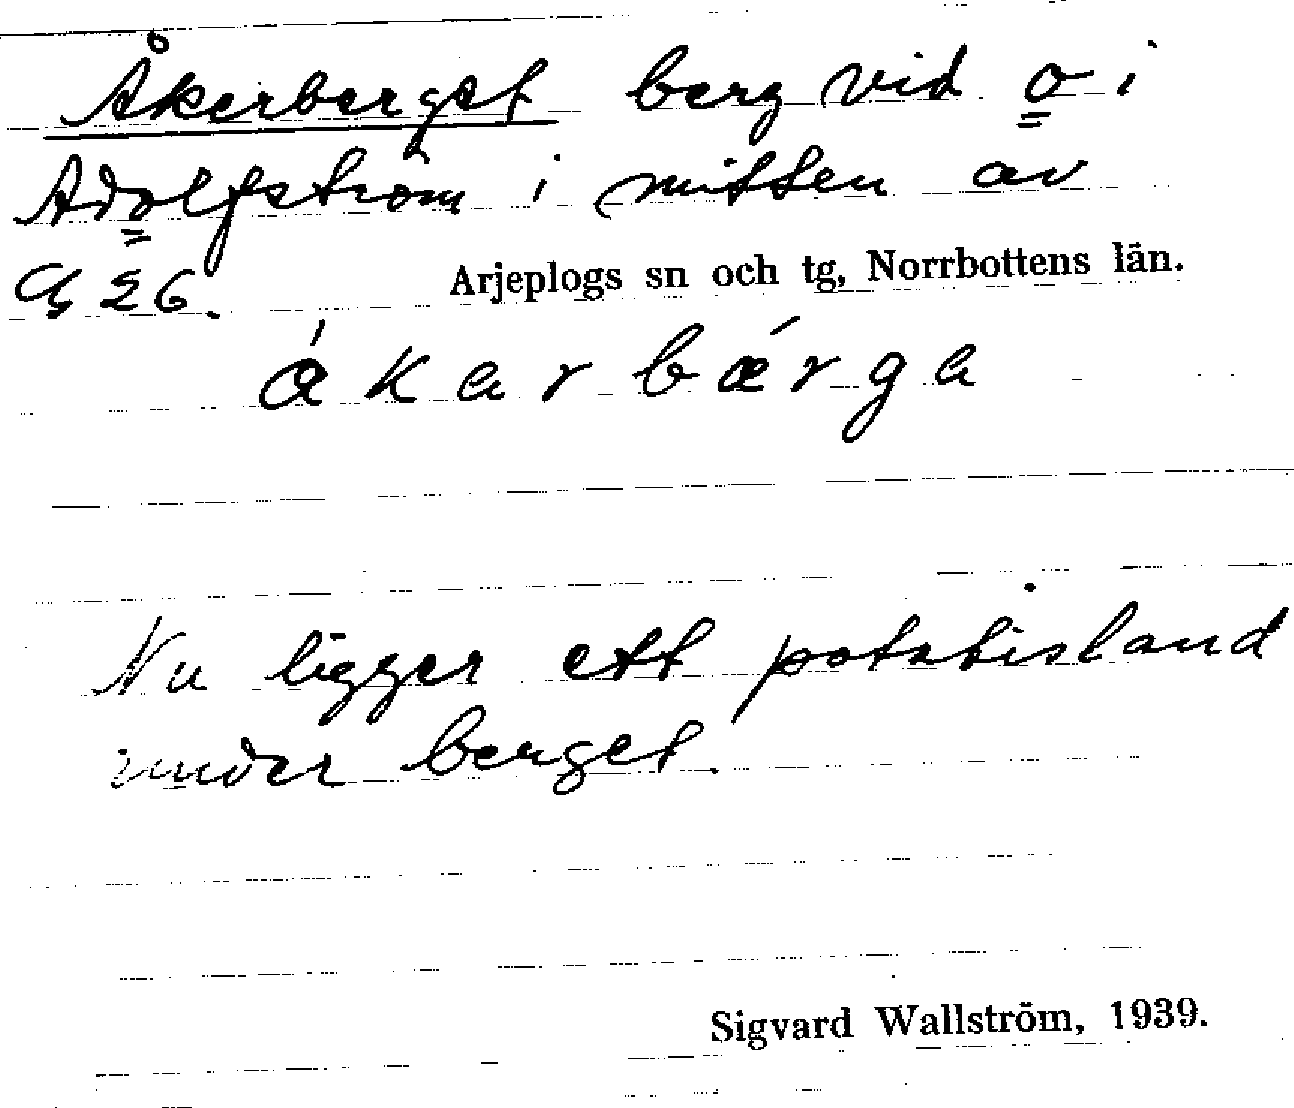 Åkerberget berg vid o i
Adolfström i mitten av
G 26.
Arjeplogs sn och tg, Norrbottens län.
ákarbǽrga
Nu ligger ett potatisland
under berget.
Sigvard Wallström, 1939.